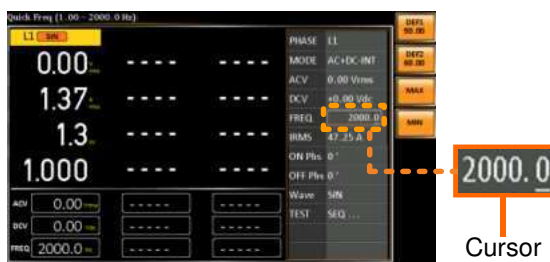 Quick Freq (1.00 ~ 2000.0 Hz)
L1 SIN
0.00
1.37
1.3
1.000
---- ----
---- ----
---- ----
---- ----
ACV 0.00 ----- -----
DCV 0.00 ----- -----
FREQ 2000.0 Hz ----- -----
PHASE L1
MODE AC+DC-INT
ACV 0.00 Vrms
DCV +0.00 Vdc
FREQ 2000.0
IRMS 47.25 A
ON Phs 0°
OFF Phs 0°
Wave SIN
TEST SEQ ...
DEF1
50.00
DEF2
60.00
MAX
MIN
2000.0
Cursor